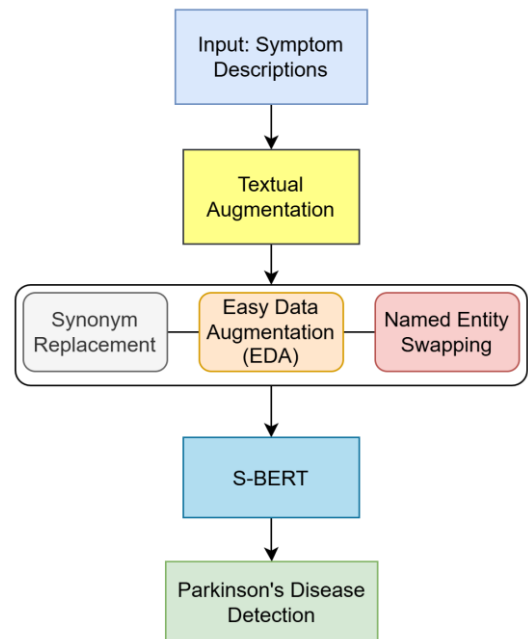 Input: Symptom
Descriptions
Textual
Augmentation
Synonym
Replacement
Easy Data
Augmentation
(EDA)
Named Entity
Swapping
S-BERT
Parkinson's Disease
Detection